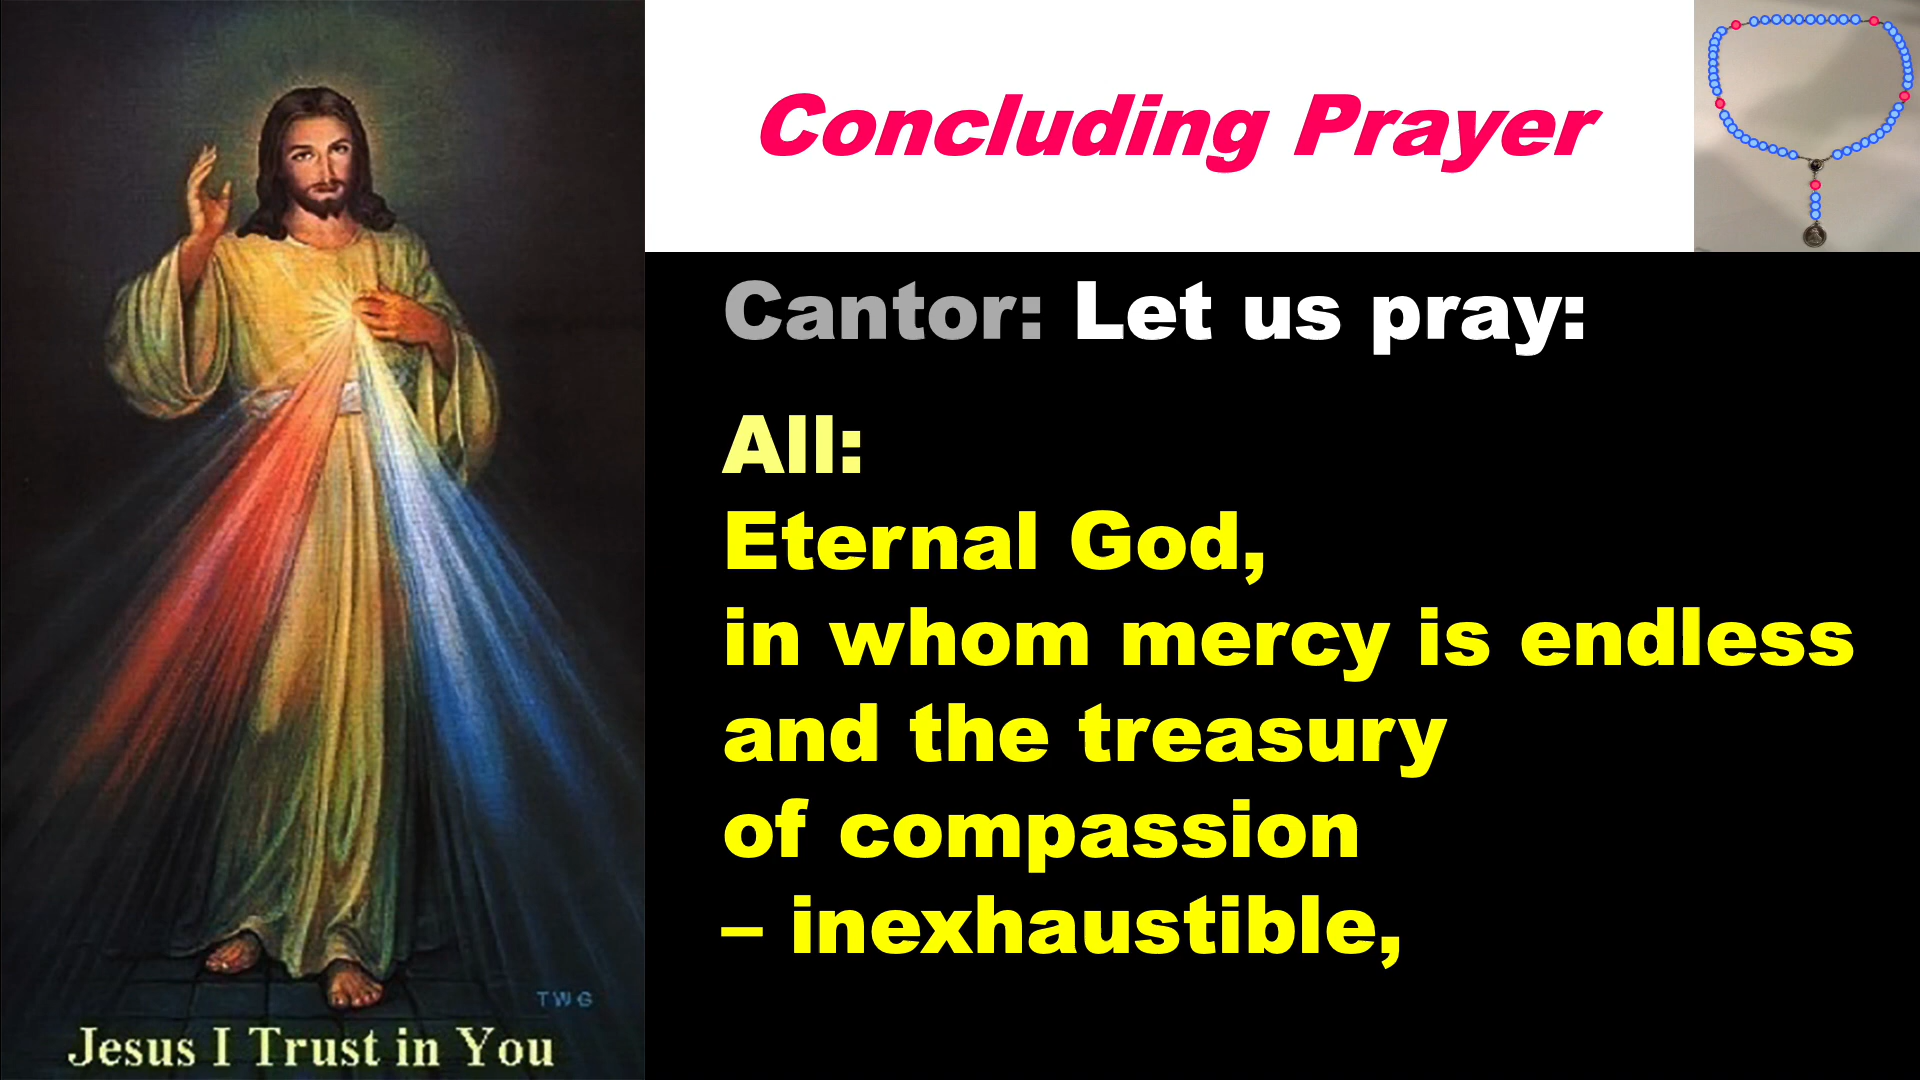 Concluding Prayer
Cantor: Let us pray:
All:
Eternal God,
in whom mercy is endless
and the treasury
of compassion
– inexhaustible,
TWG
Jesus I Trust in You